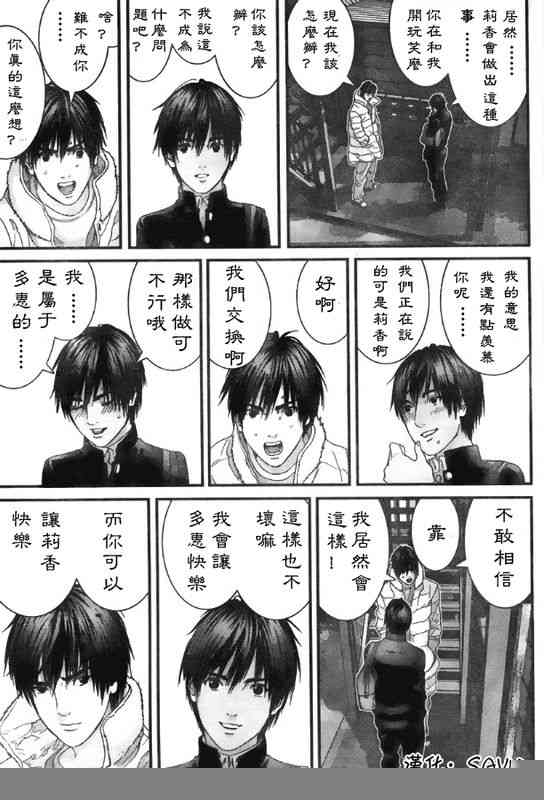 居然……
莉香會做出這種
事……
你在和我
開玩笑麼
現在我該
怎麼辦？
你該怎麼
辦？
我說這
不成為
什麼問
題吧？
啥？
難不成你
……
你真的這麼想？
我的意思
我還有點羨慕
你呢……
我們正在說
的可是莉香啊
好啊
我們交換啊
那樣做可
不行哦
我……
是屬于
多惠的……
不敢相信
靠
我居然會
這樣！
這樣也不
壞嘛
我會讓
多惠快樂
而你可以
讓莉香
快樂
漢化：SAVI